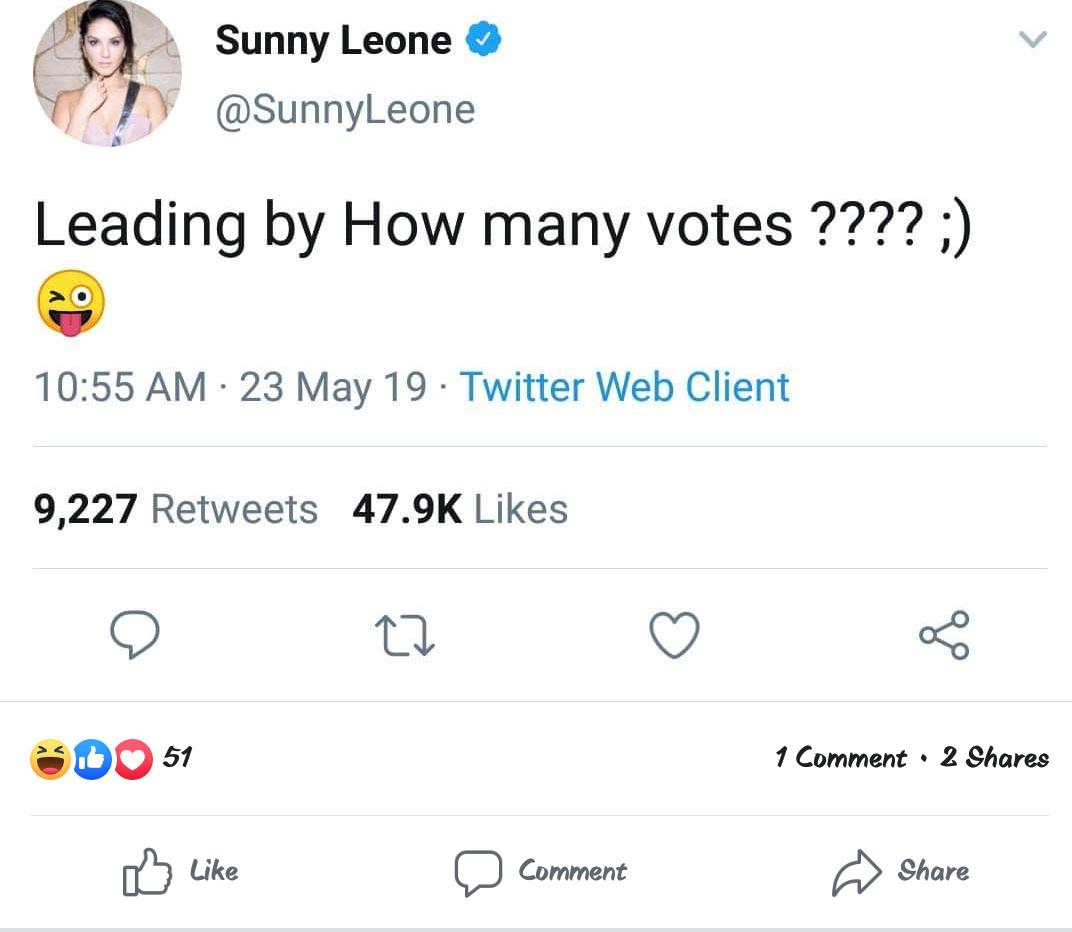 Sunny Leone
@SunnyLeone
Leading by How many votes ???? ;)
😜
10:55 AM · 23 May 19 · Twitter Web Client
9,227 Retweets 47.9K Likes
51 1 Comment • 2 Shares
Like Comment Share